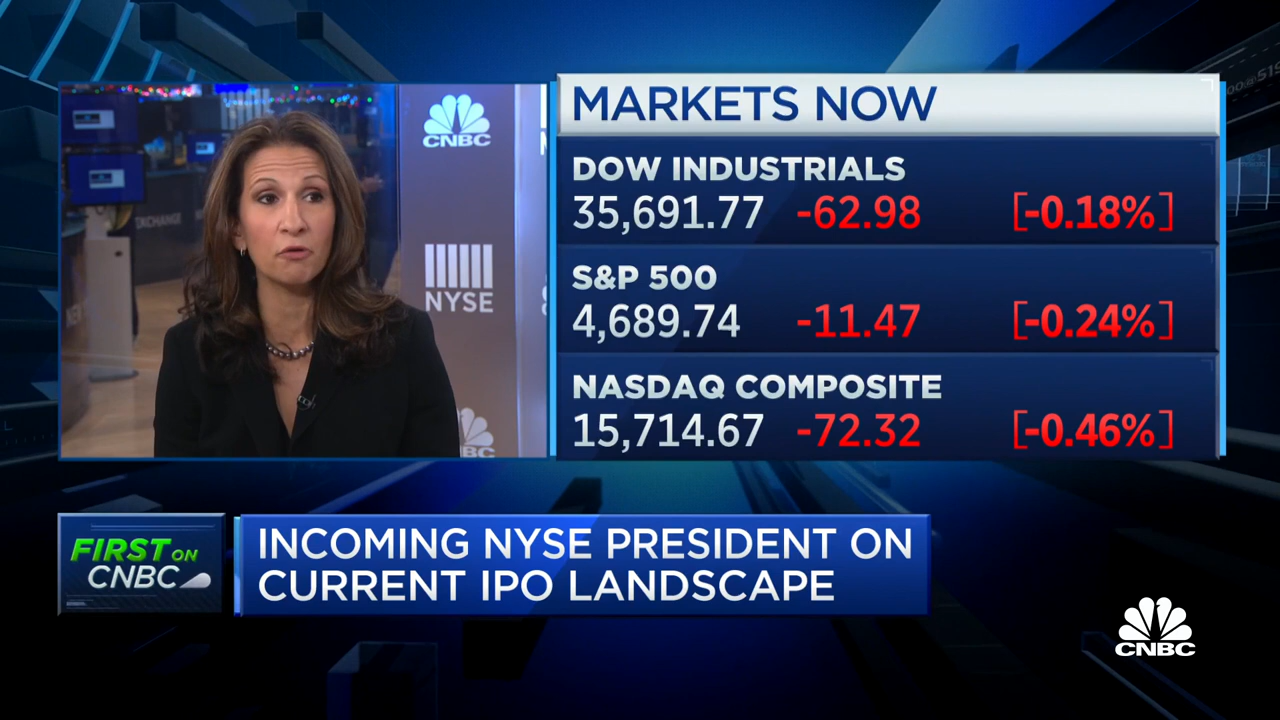 CNBC
NYSE
EXCHANGE
MARKETS NOW
DOW INDUSTRIALS
35,691.77 -62.98 [-0.18%]
S&P 500
4,689.74 -11.47 [-0.24%]
NASDAQ COMPOSITE
15,714.67 -72.32 [-0.46%]
FIRST ON
CNBC
INCOMING NYSE PRESIDENT ON
CURRENT IPO LANDSCAPE
CNBC